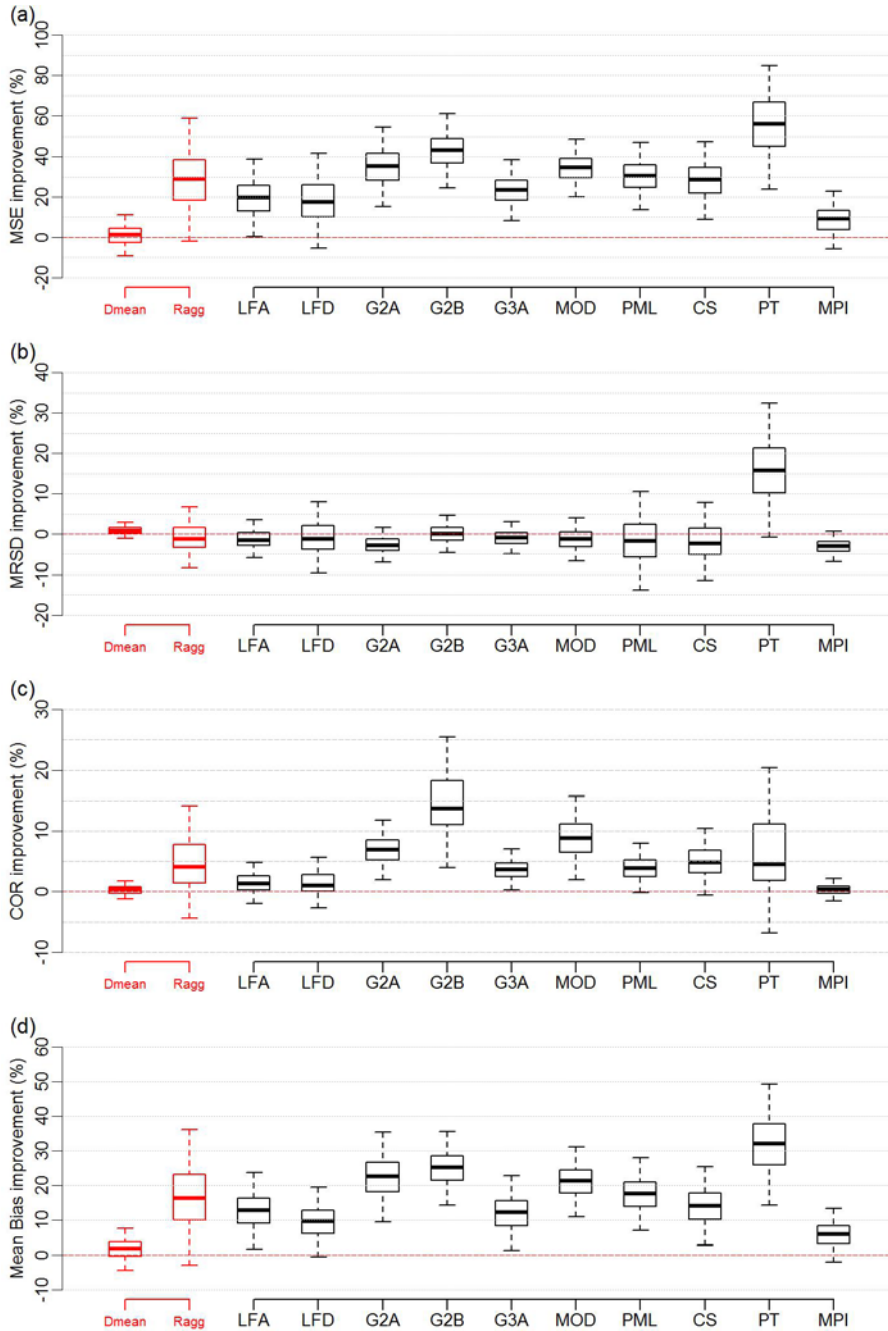 (a)
MSE improvement (%)
100
80
60
40
20
0
-20
Dmean Ragg LFA LFD G2A G2B G3A MOD PML CS PT MPI
(b)
MRSD improvement (%)
40
30
20
10
0
-10
-20
Dmean Ragg LFA LFD G2A G2B G3A MOD PML CS PT MPI
(c)
COR improvement (%)
30
20
10
0
-10
Dmean Ragg LFA LFD G2A G2B G3A MOD PML CS PT MPI
(d)
Mean Bias improvement (%)
60
50
40
30
20
10
0
-10
Dmean Ragg LFA LFD G2A G2B G3A MOD PML CS PT MPI